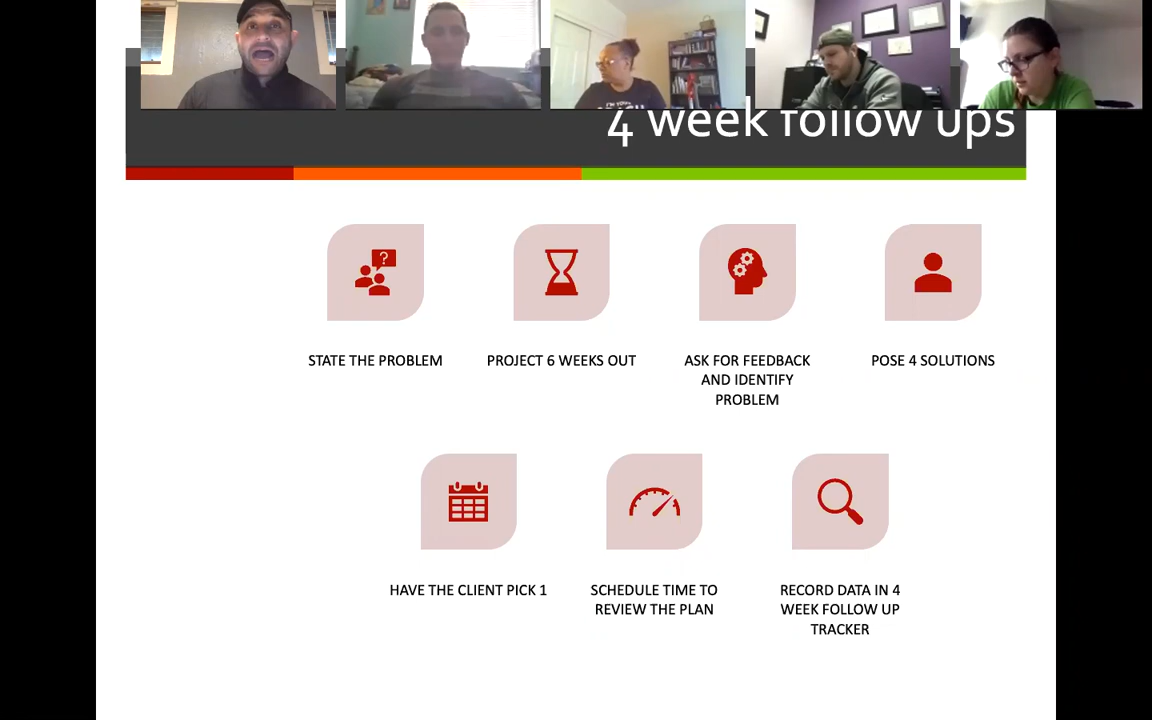 4 week follow ups
?
STATE THE PROBLEM
PROJECT 6 WEEKS OUT
ASK FOR FEEDBACK
AND IDENTIFY
PROBLEM
POSE 4 SOLUTIONS
HAVE THE CLIENT PICK 1
SCHEDULE TIME TO
REVIEW THE PLAN
RECORD DATA IN 4
WEEK FOLLOW UP
TRACKER